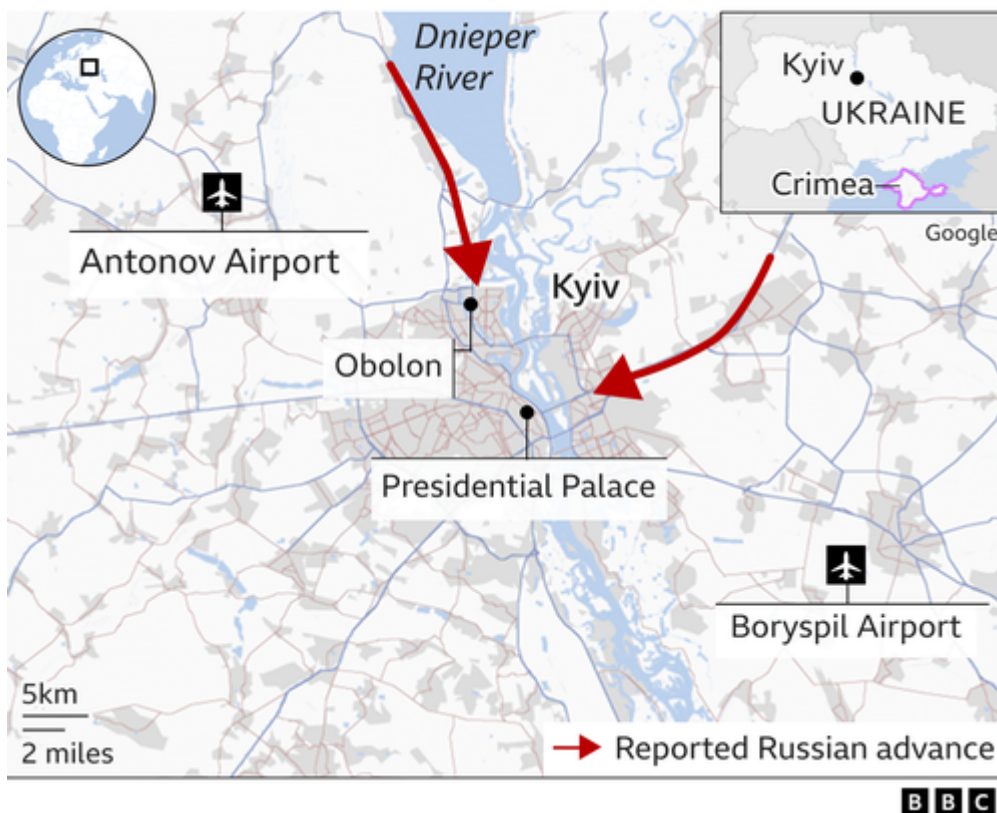 Dnieper
River
Kyiv
UKRAINE
Crimea
Google
Antonov Airport
Kyiv
Obolon
Presidential Palace
Boryspil Airport
5km
2 miles
Reported Russian advance
BBC